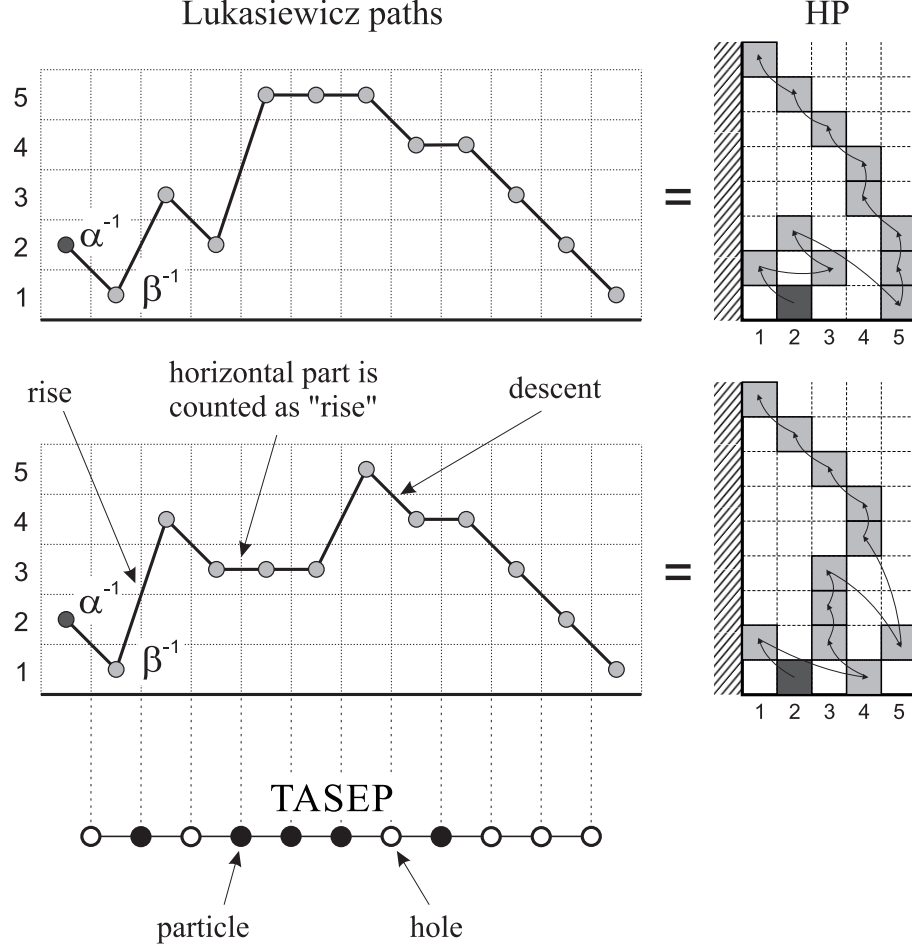 Lukasiewicz paths
HP
5
4
3
2
1
α⁻¹
β⁻¹
=
1 2 3 4 5
rise
horizontal part is
counted as "rise"
descent
5
4
3
2
1
α⁻¹
β⁻¹
=
1 2 3 4 5
TASEP
particle
hole